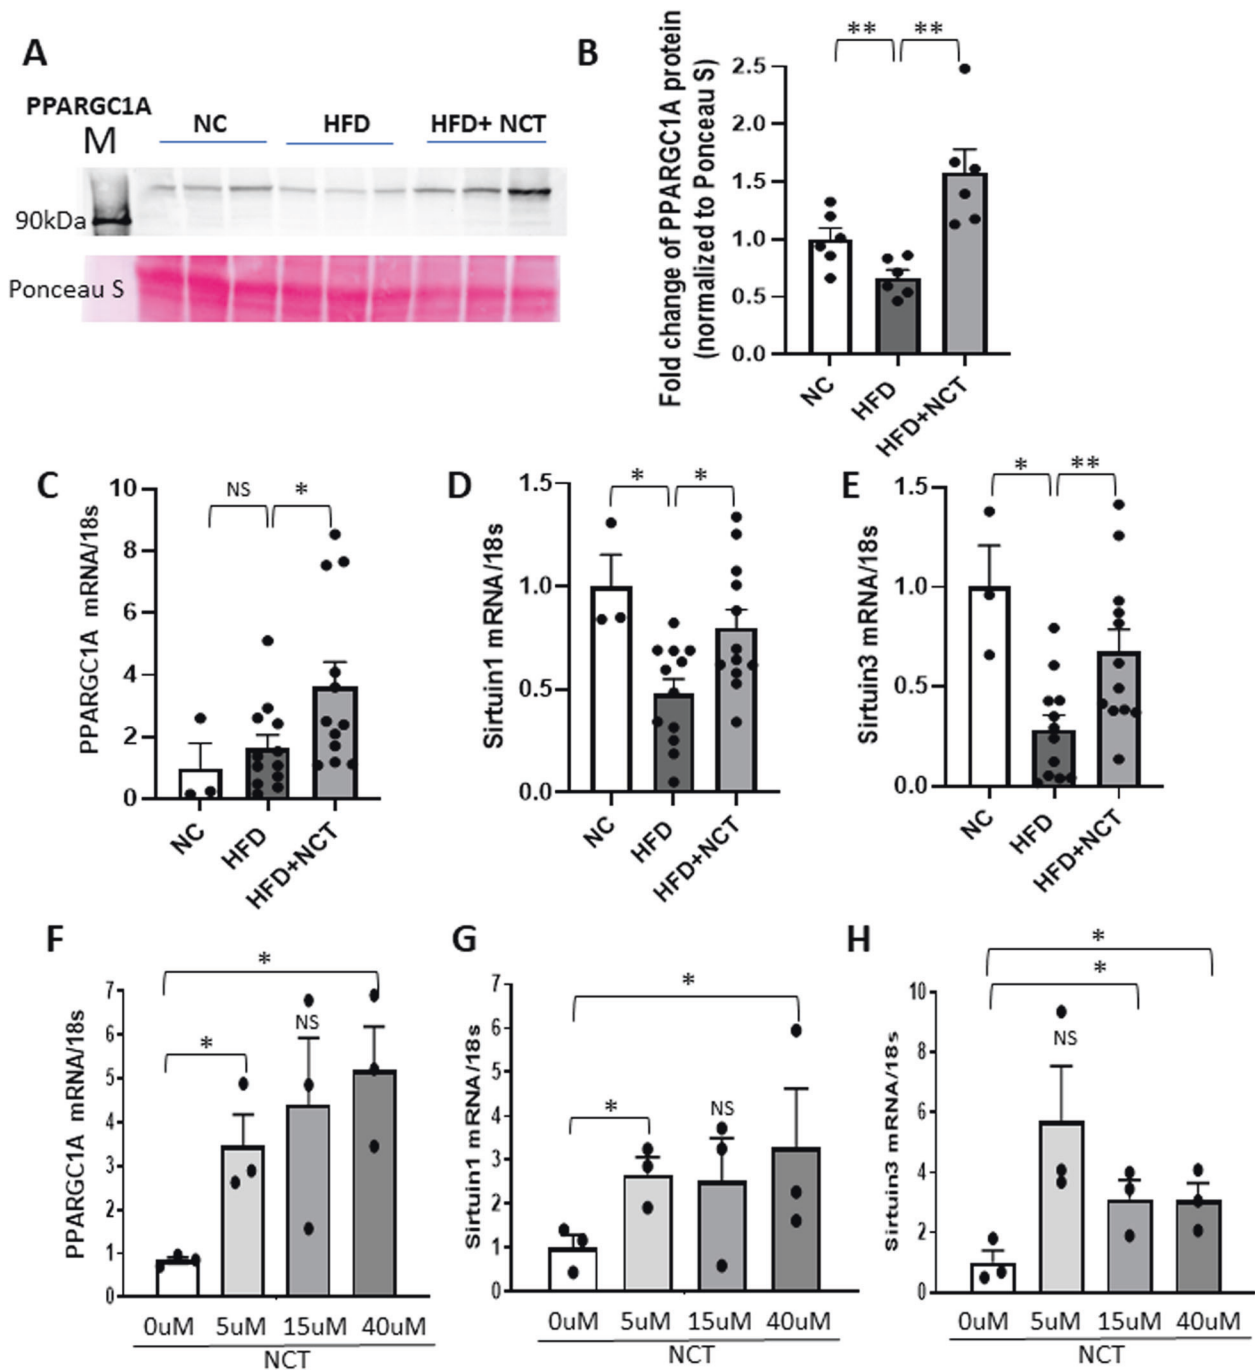 A
PPARGC1A
M
NC
HFD
HFD+ NCT
90kDa
Ponceau S
B
Fold change of PPARGC1A protein
(normalized to Ponceau S)
2.5
2.0
1.5
1.0
0.5
0.0
**
**
NC
HFD
HFD+NCT
C
PPARGC1A mRNA/18s
10
8
6
4
2
0
NS
*
NC
HFD
HFD+NCT
D
Sirtuin1 mRNA/18s
1.5
1.0
0.5
0.0
*
*
NC
HFD
HFD+NCT
E
Sirtuin3 mRNA/18s
1.5
1.0
0.5
0.0
*
**
NC
HFD
HFD+NCT
F
PPARGC1A mRNA/18s
7
6
5
4
3
2
1
0
*
*
NS
0uM 5uM 15uM 40uM
NCT
G
Sirtuin1 mRNA/18s
7
6
5
4
3
2
1
0
*
*
NS
0uM 5uM 15uM 40uM
NCT
H
Sirtuin3 mRNA/18s
10
8
6
4
2
0
*
*
NS
0uM 5uM 15uM 40uM
NCT